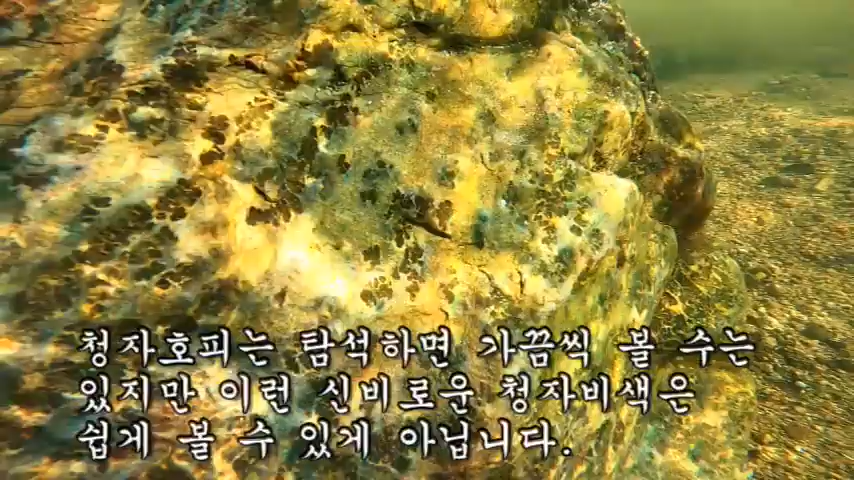 청자호피는 탐석하면 가끔씩 볼 수는
있지만 이런 신비로운 청자비색은
쉽게 볼 수 있게 아닙니다.